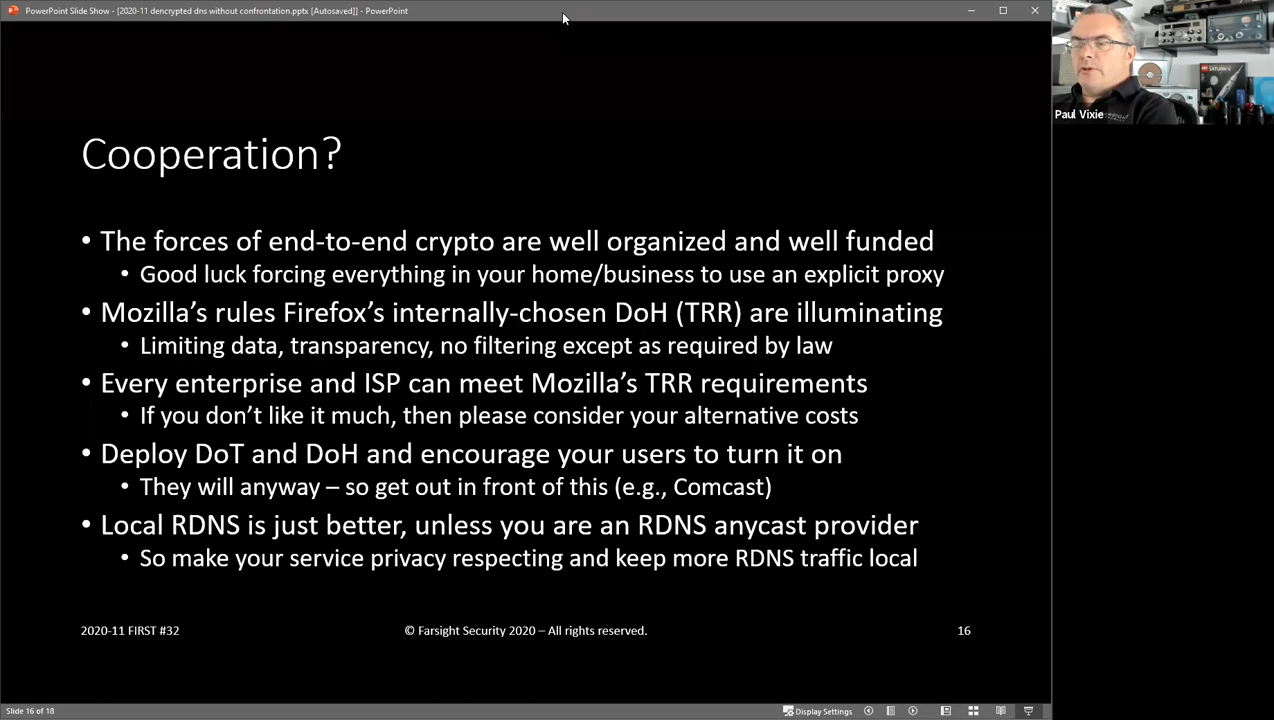 PowerPoint Slide Show - [2020-11 dencrypted dns without confrontation.pptx [Autosaved]] - PowerPoint
Paul Vixie
Cooperation?
• The forces of end-to-end crypto are well organized and well funded
• Good luck forcing everything in your home/business to use an explicit proxy
• Mozilla's rules Firefox's internally-chosen DoH (TRR) are illuminating
• Limiting data, transparency, no filtering except as required by law
• Every enterprise and ISP can meet Mozilla's TRR requirements
• If you don't like it much, then please consider your alternative costs
• Deploy DoT and DoH and encourage your users to turn it on
• They will anyway – so get out in front of this (e.g., Comcast)
• Local RDNS is just better, unless you are an RDNS anycast provider
• So make your service privacy respecting and keep more RDNS traffic local
2020-11 FIRST #32
© Farsight Security 2020 – All rights reserved.
16
Slide 16 of 18
Display Settings